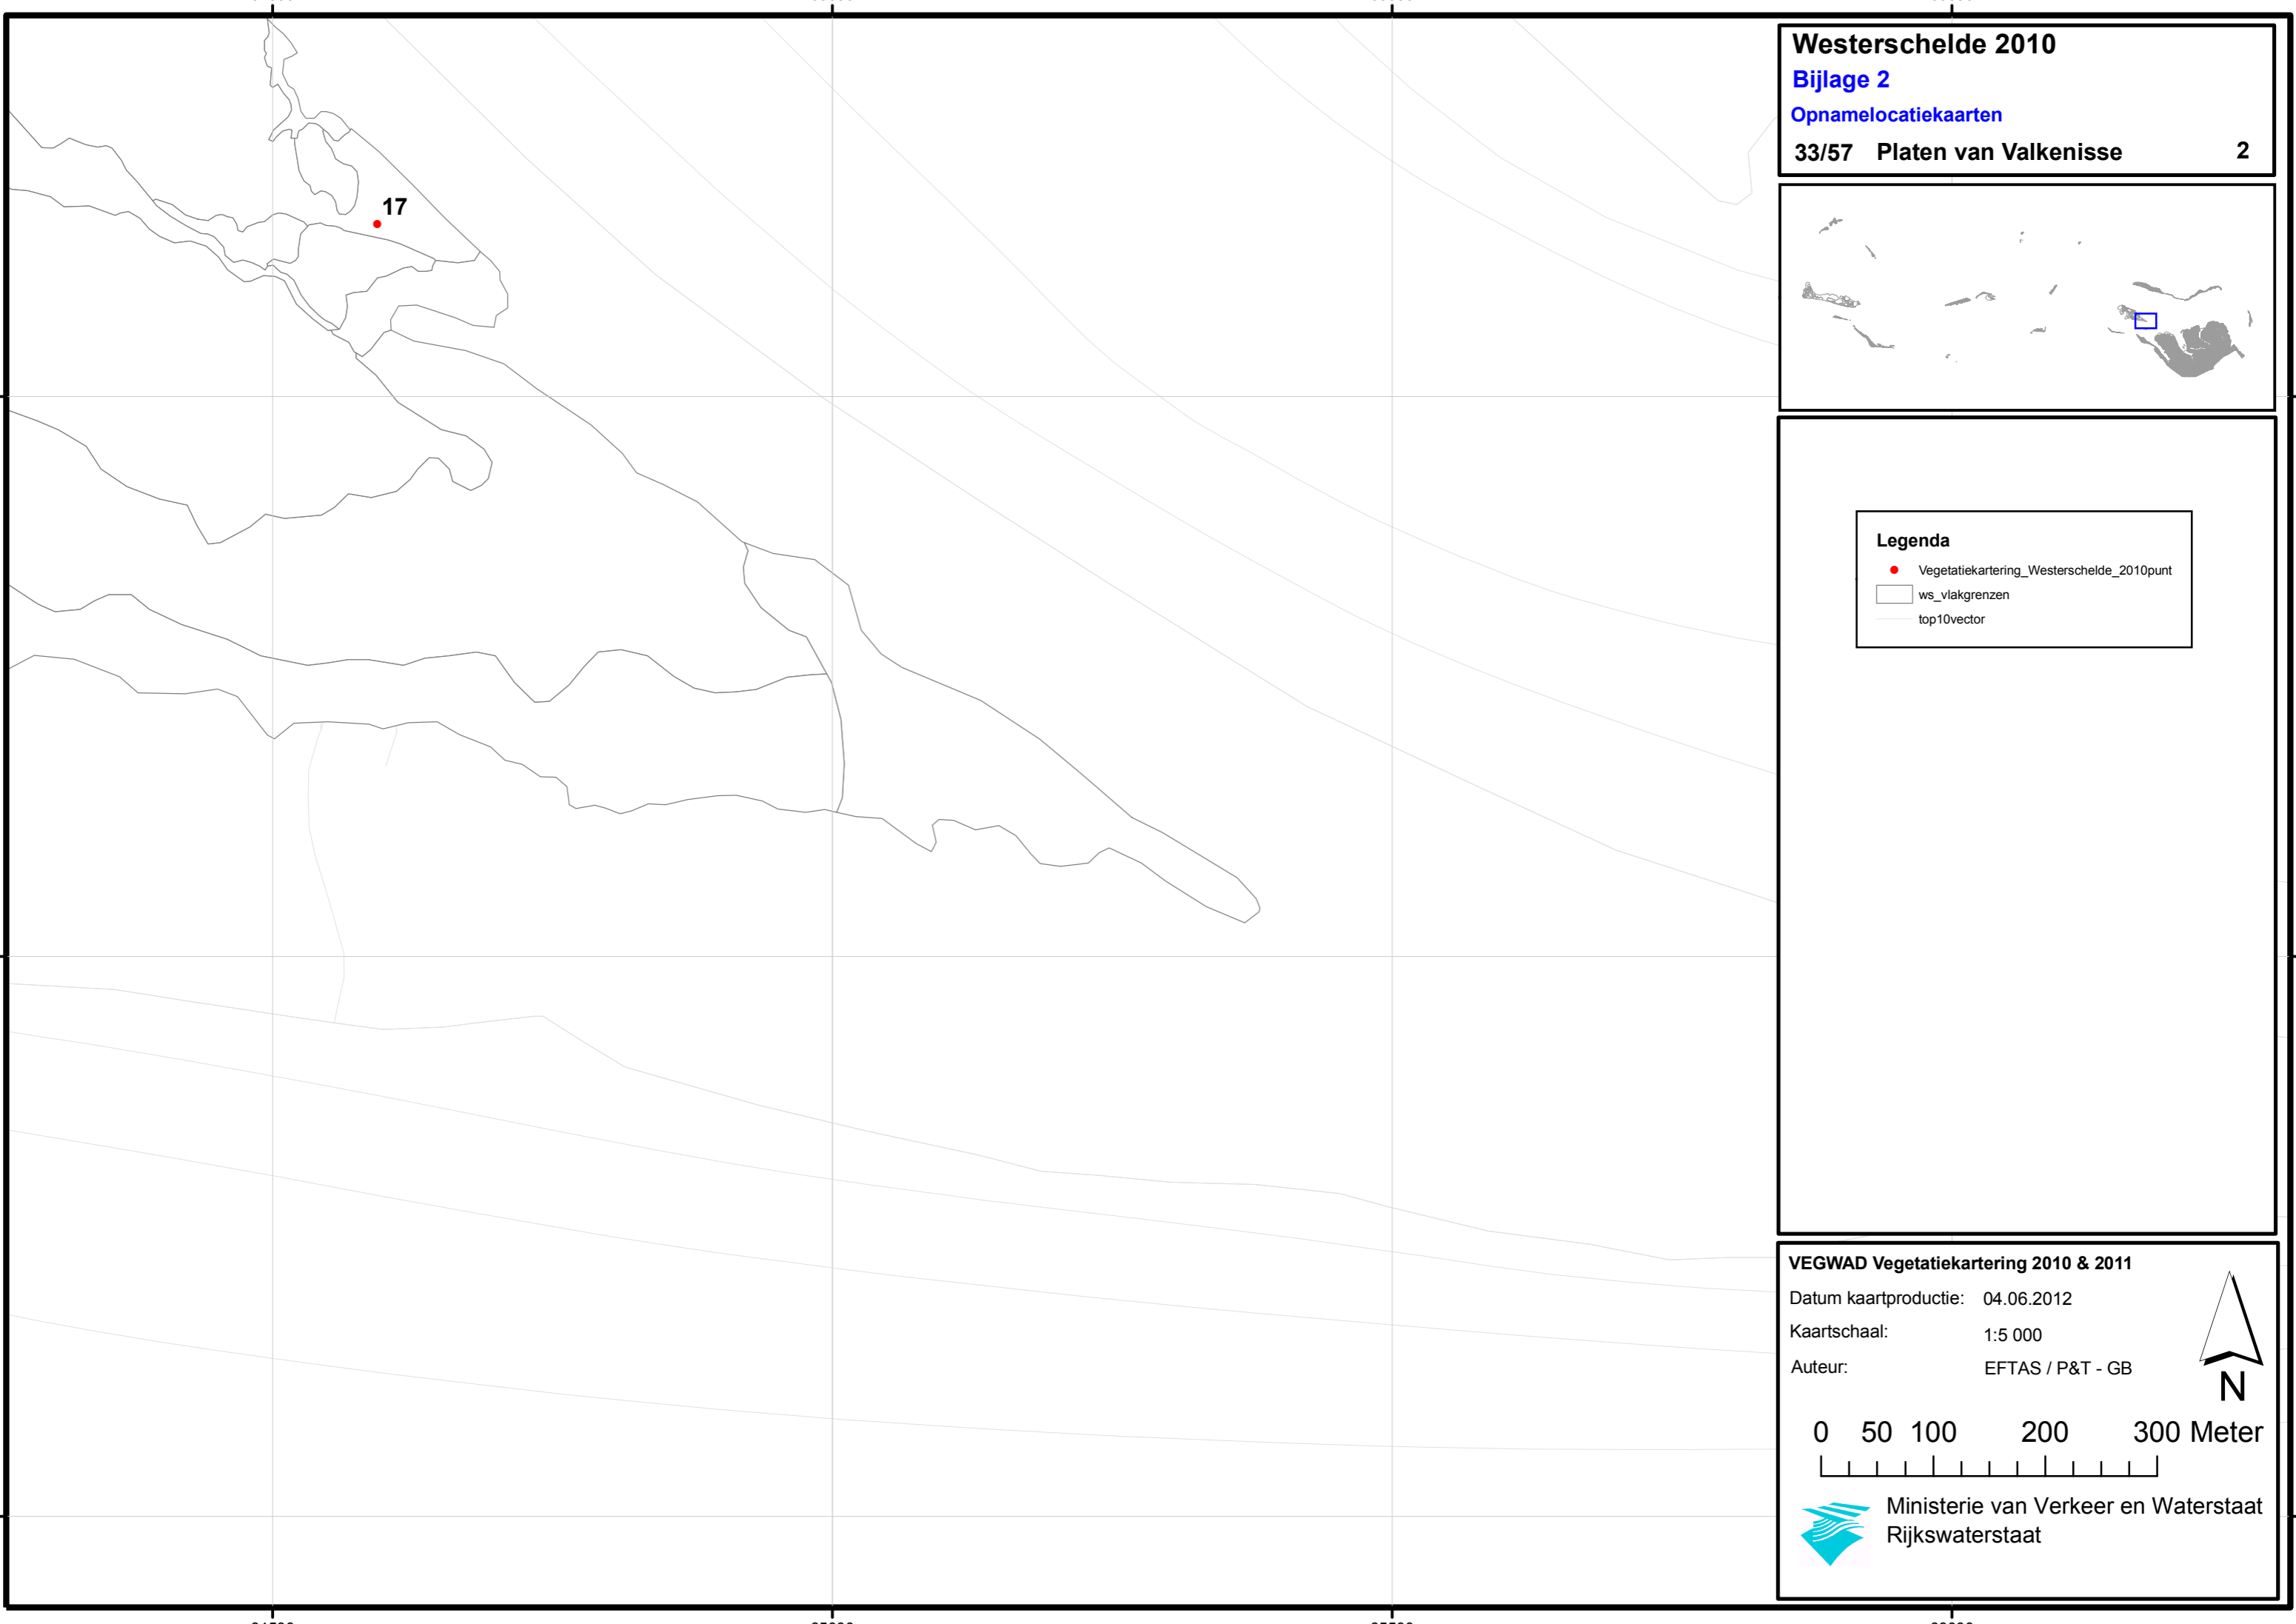 Westerschelde 2010
Bijlage 2
Opnamelocatiekaarten
33/57 Platen van Valkenisse 2
17
Legenda
Vegetatiekartering_Westerschelde_2010punt
ws_vlakgrenzen
top10vector
VEGWAD Vegetatiekartering 2010 & 2011
Datum kaartproductie: 04.06.2012
Kaartschaal: 1:5 000
Auteur: EFTAS / P&T - GB
N
0 50 100 200 300 Meter
Ministerie van Verkeer en Waterstaat
Rijkswaterstaat